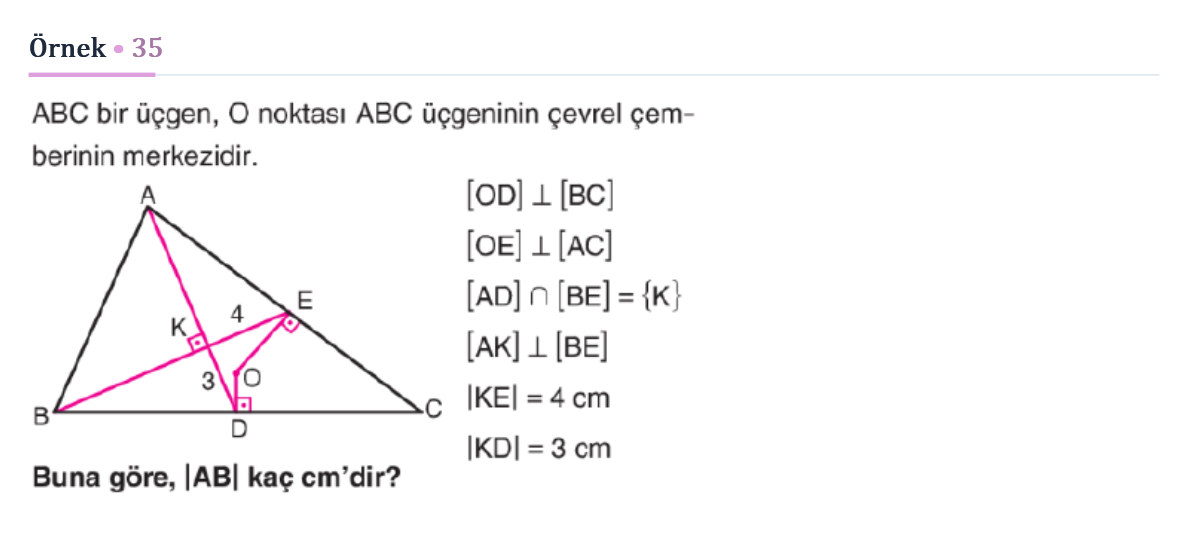 Örnek • 35
ABC bir üçgen, O noktası ABC üçgeninin çevrel çem-
berinin merkezidir.
A
[OD] ⊥ [BC]
[OE] ⊥ [AC]
E
[AD] ∩ [BE] = {K}
4
K
[AK] ⊥ [BE]
3
O
|KE| = 4 cm
B
C
D
|KD| = 3 cm
Buna göre, |AB| kaç cm'dir?